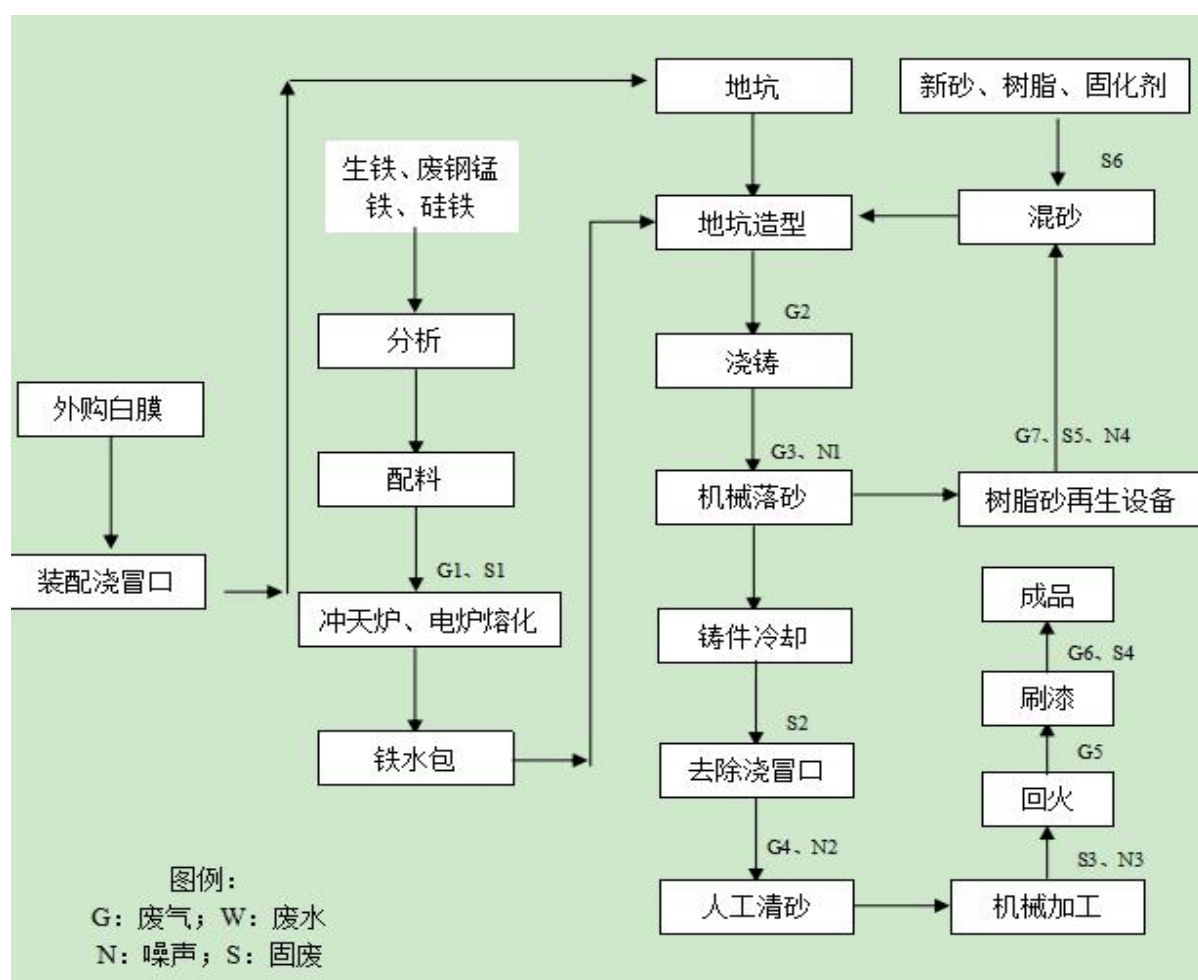 地坑
新砂、树脂、固化剂
生铁、废钢锰
铁、硅铁
S6
地坑造型
混砂
G2
分析
浇铸
外购白膜
G3、N1
G7、S5、N4
配料
机械落砂
树脂砂再生设备
装配浇冒口
G1、S1
冲天炉、电炉熔化
铸件冷却
成品
G6、S4
刷漆
S2
铁水包
去除浇冒口
G5
回火
G4、N2
S3、N3
人工清砂
机械加工
图例：
G：废气；W：废水
N：噪声；S：固废